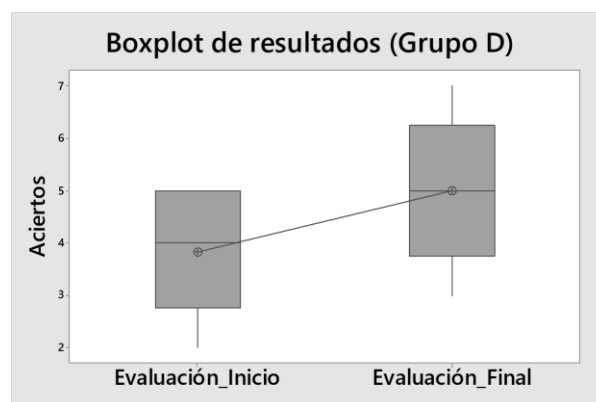 Boxplot de resultados (Grupo D)
Aciertos
7
6
5
4
3
2
Evaluación_Inicio
Evaluación_Final